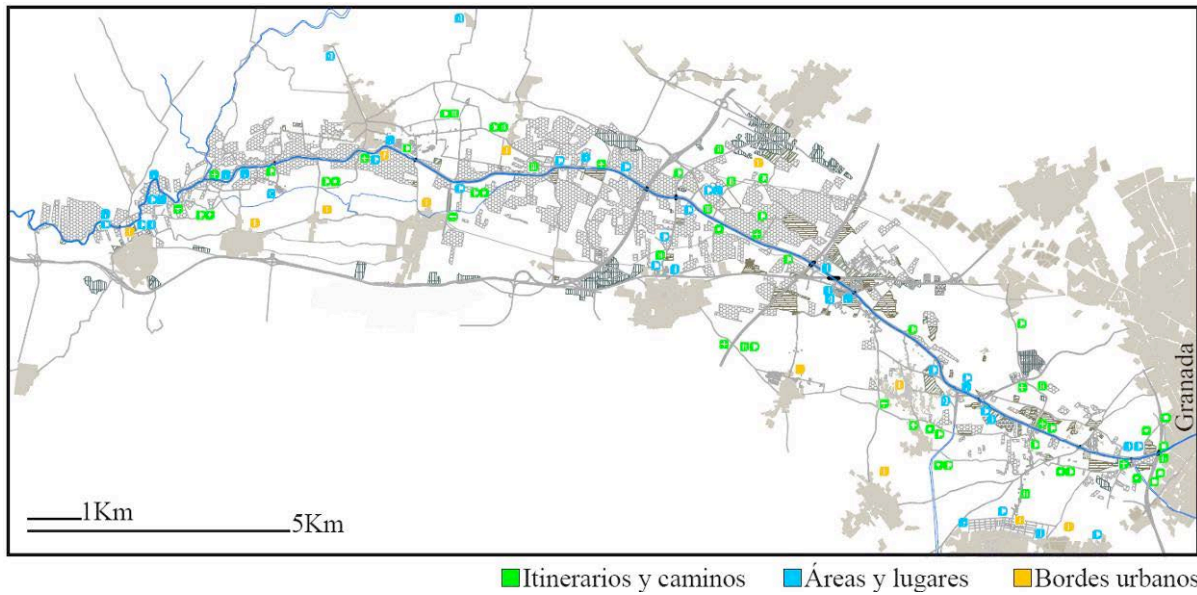 Granada
1Km
5Km
Itinerarios y caminos
Áreas y lugares
Bordes urbanos